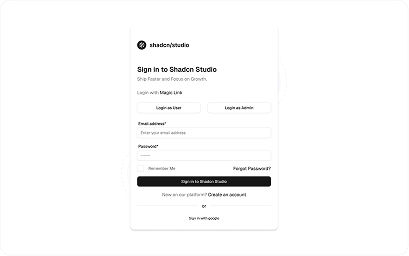 shadcn/studio
Sign in to Shadcn Studio
Ship Faster and Focus on Growth.
Login with Magic Link
Login as User Login as Admin
Email address*
Enter your email address
Password*
Remember Me Forgot Password?
Sign in to Shadcn Studio
New on our platform? Create an account
or
Sign in with google